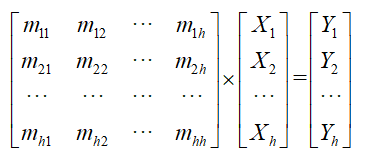 [ m₁₁ m₁₂ ⋯ m₁ₕ ] [ X₁ ] [ Y₁ ]
[ m₂₁ m₂₂ ⋯ m₂ₕ ] × [ X₂ ] = [ Y₂ ]
[ ⋯ ⋯ ⋯ ⋯ ] [ ⋯ ] [ ⋯ ]
[ mₕ₁ mₕ₂ ⋯ mₕₕ ] [ Xₕ ] [ Yₕ ]